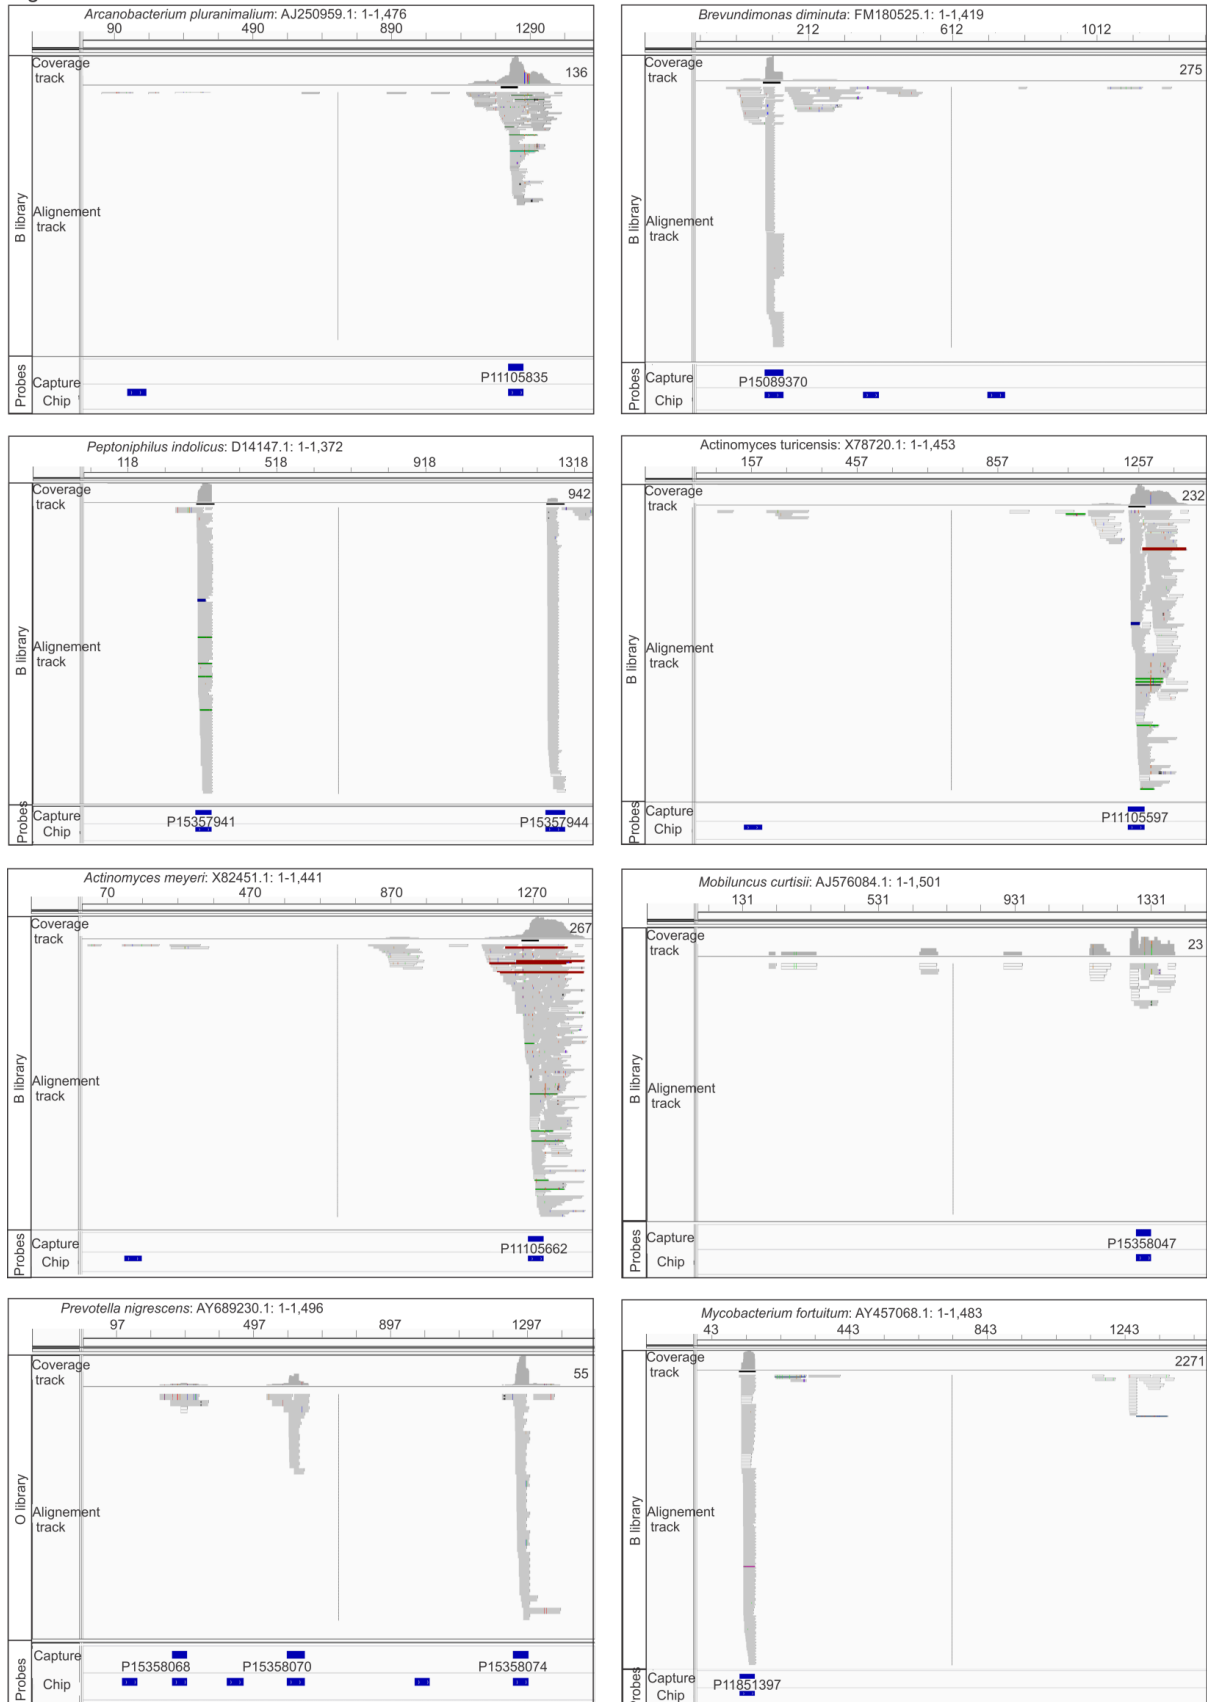 Arcanobacterium pluranimalium: AJ250959.1: 1-1,476
90 490 890 1290
Coverage
track
136
B library
Alignement
track
Probes
Capture
P11105835
Chip
Brevundimonas diminuta: FM180525.1: 1-1,419
212 612 1012
Coverage
track
275
B library
Alignement
track
Probes
Capture
P15089370
Chip
Peptoniphilus indolicus: D14147.1: 1-1,372
118 518 918 1318
Coverage
track
942
B library
Alignement
track
Probes
Capture
P15357941 P15357944
Chip
Actinomyces turicensis: X78720.1: 1-1,453
157 457 857 1257
Coverage
track
232
B library
Alignement
track
Probes
Capture
P11105597
Chip
Actinomyces meyeri: X82451.1: 1-1,441
70 470 870 1270
Coverage
track
267
B library
Alignement
track
Probes
Capture
P11105662
Chip
Mobiluncus curtisii: AJ576084.1: 1-1,501
131 531 931 1331
Coverage
track
23
B library
Alignement
track
Probes
Capture
P15358047
Chip
Prevotella nigrescens: AY689230.1: 1-1,496
97 497 897 1297
Coverage
track
55
O library
Alignement
track
Probes
Capture
P15358068 P15358070 P15358074
Chip
Mycobacterium fortuitum: AY457068.1: 1-1,483
43 443 843 1243
Coverage
track
2271
B library
Alignement
track
Capture
P11851397
Chip